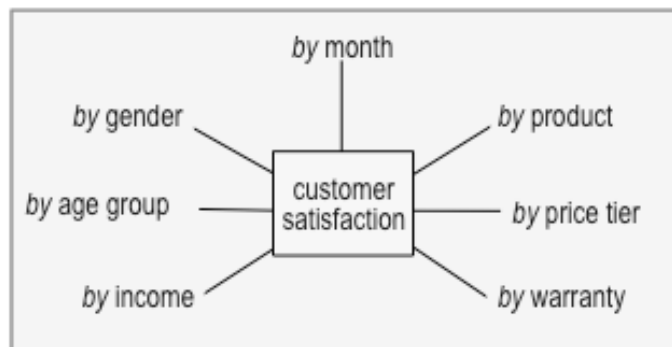 by month
by gender
by product
customer
satisfaction
by age group
by price tier
by income
by warranty